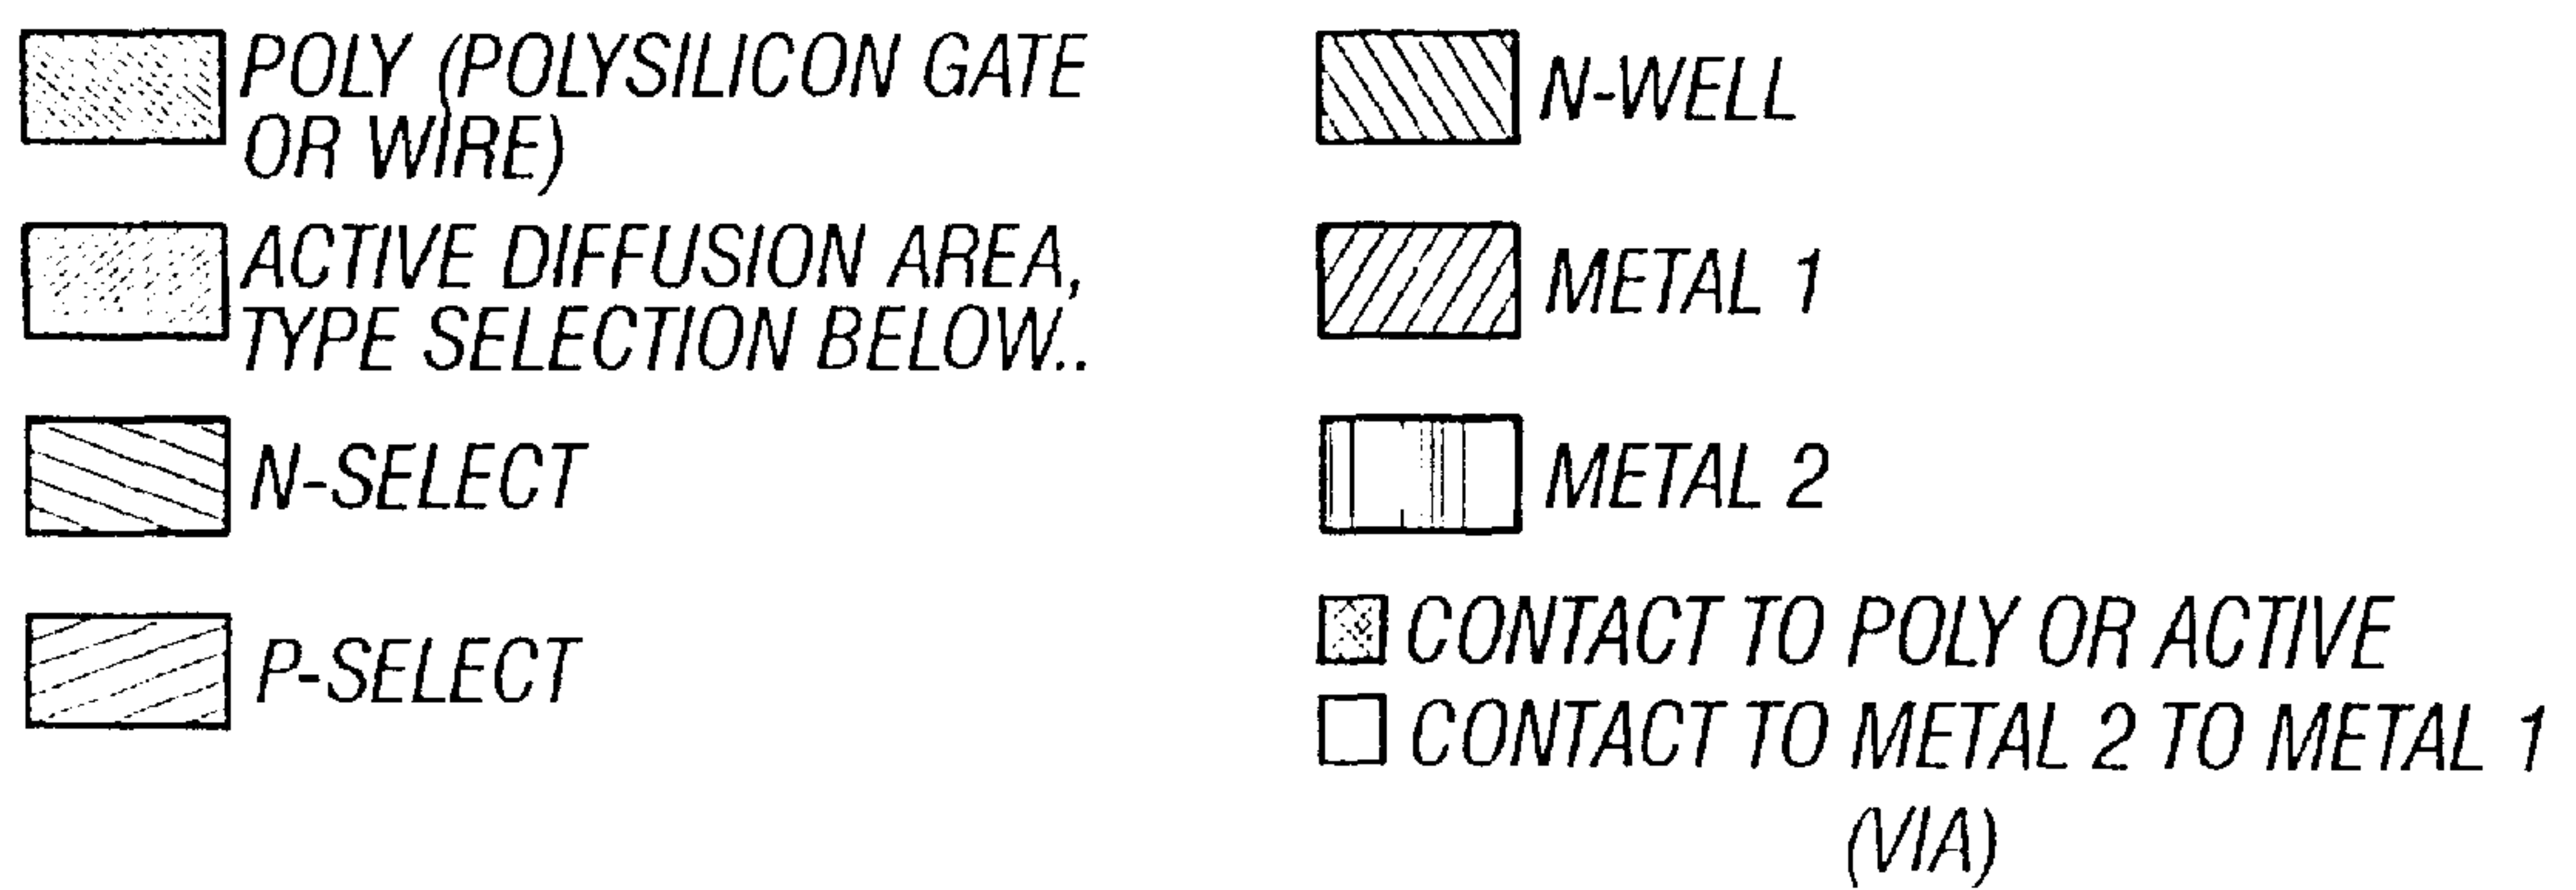 POLY (POLYSILICON GATE
OR WIRE)
ACTIVE DIFFUSION AREA,
TYPE SELECTION BELOW..
N-SELECT
P-SELECT
N-WELL
METAL 1
METAL 2
CONTACT TO POLY OR ACTIVE
CONTACT TO METAL 2 TO METAL 1
(VIA)